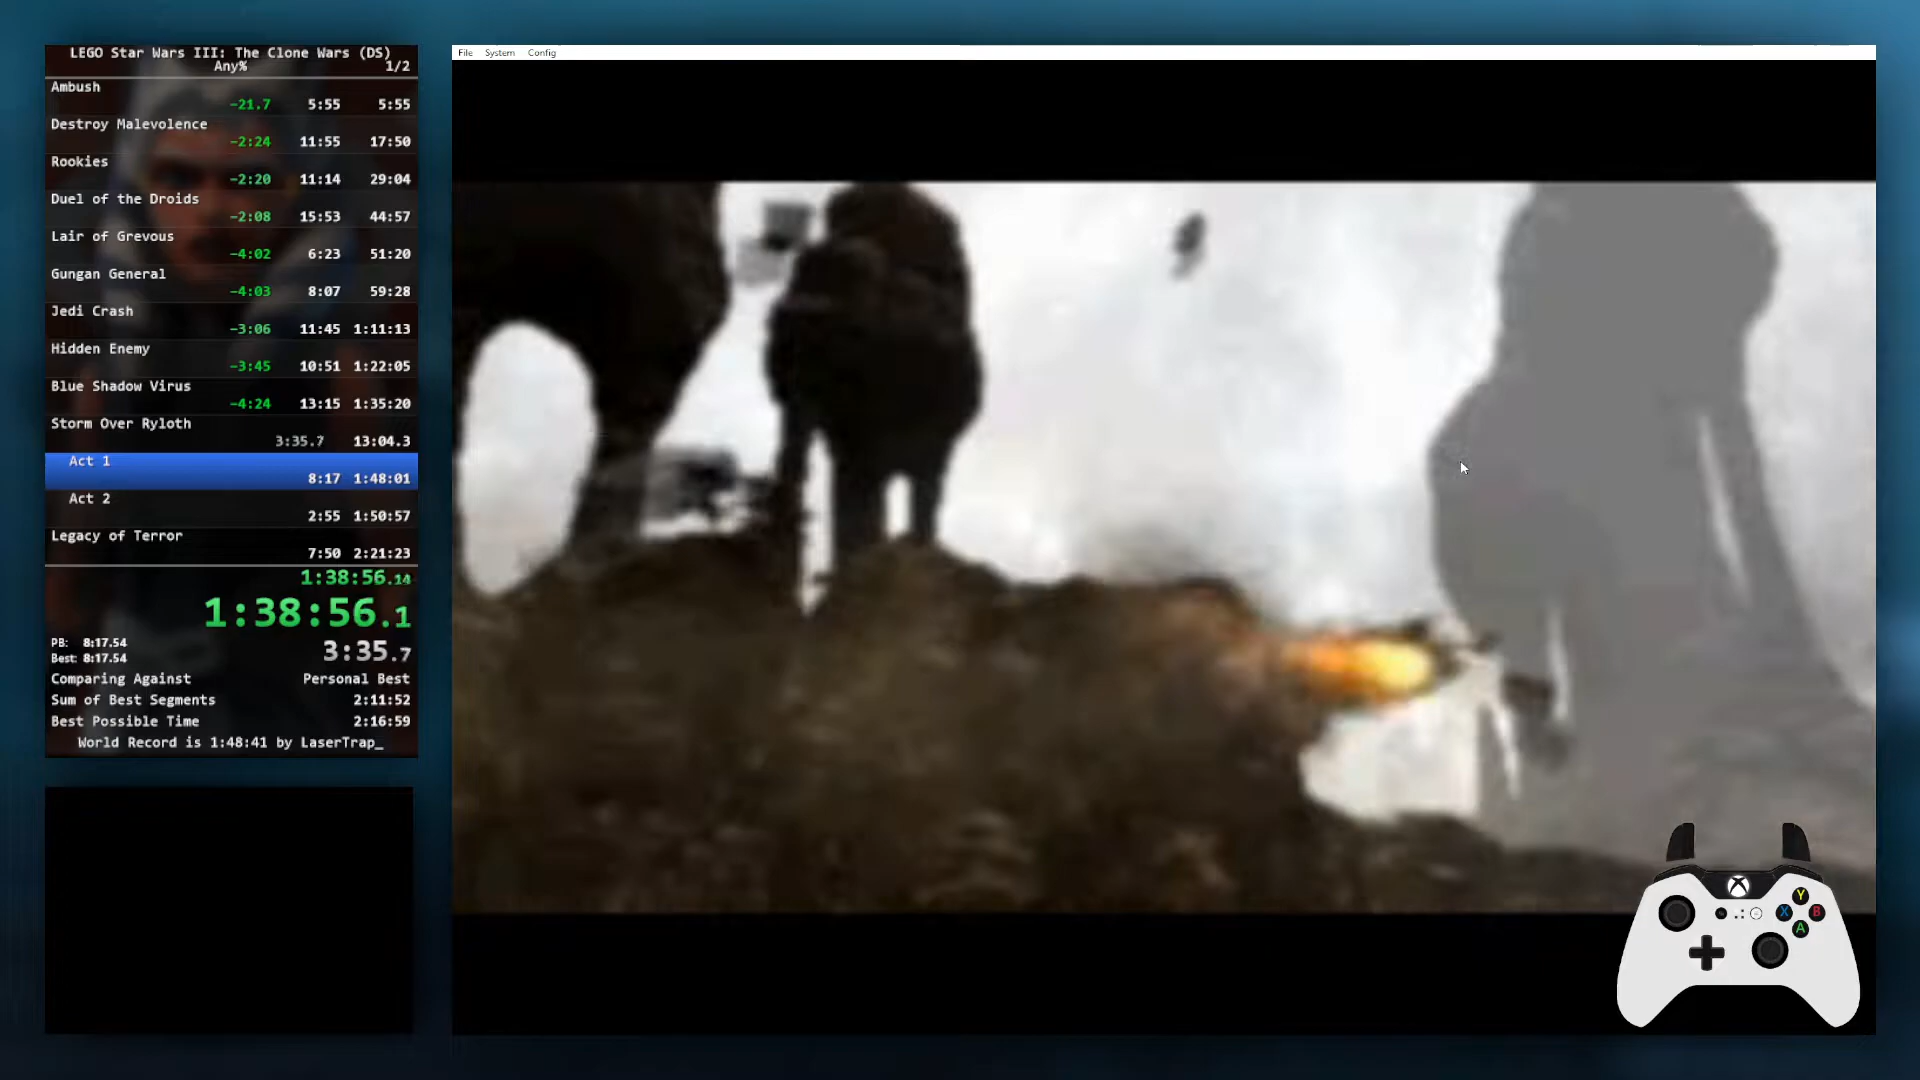 LEGO Star Wars III: The Clone Wars (DS)
Any% 1/2
Ambush
-21.7 5:55 5:55
Destroy Malevolence
-2:24 11:55 17:50
Rookies
-2:20 11:14 29:04
Duel of the Droids
-2:08 15:53 44:57
Lair of Grevous
-4:02 6:23 51:20
Gungan General
-4:03 8:07 59:28
Jedi Crash
-3:06 11:45 1:11:13
Hidden Enemy
-3:45 10:51 1:22:05
Blue Shadow Virus
-4:24 13:15 1:35:20
Storm Over Ryloth
3:35.7 13:04.3
Act 1
8:17 1:48:01
Act 2
2:55 1:50:57
Legacy of Terror
7:50 2:21:23
1:38:56.14
1:38:56.1
PB: 8:17.54
Best: 8:17.54
3:35.7
Comparing Against Personal Best
Sum of Best Segments 2:11:52
Best Possible Time 2:16:59
World Record is 1:48:41 by LaserTrap_
File System Config
Y
X B
A